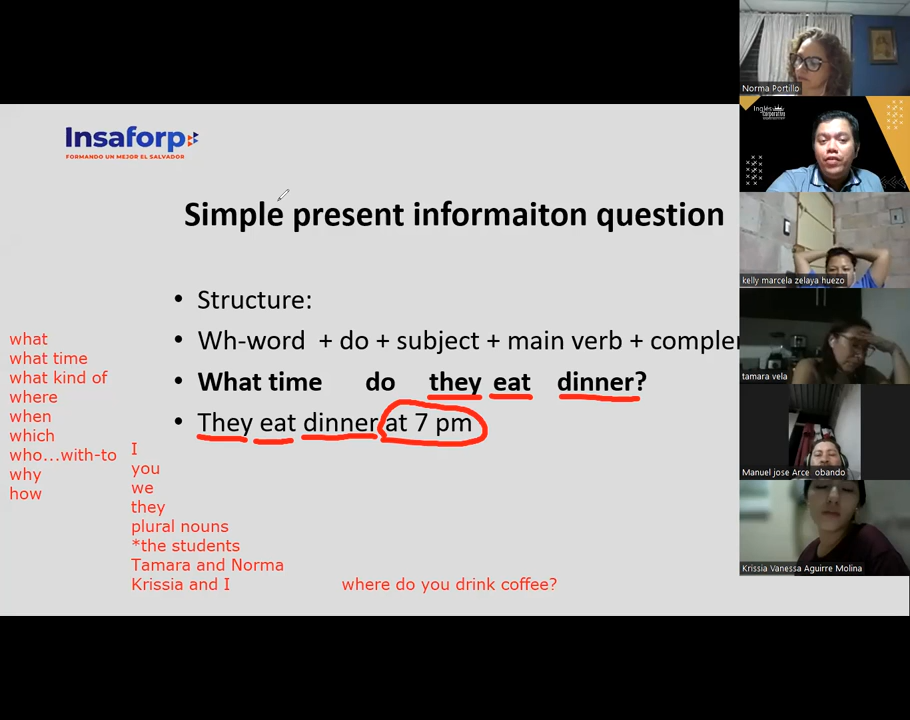 Insaforp
FORMANDO UN MEJOR EL SALVADOR
Simple present informaiton question
• Structure:
• Wh-word + do + subject + main verb + complem
• What time do they eat dinner?
• They eat dinner at 7 pm
what
what time
what kind of
where
when
which
who...with-to
why
how
I
you
we
they
plural nouns
*the students
Tamara and Norma
Krissia and I
where do you drink coffee?
Norma Portillo
Inglés
corporativo
kelly marcela zelaya huezo
tamara vela
Manuel jose Arce obando
Krissia Vanessa Aguirre Molina